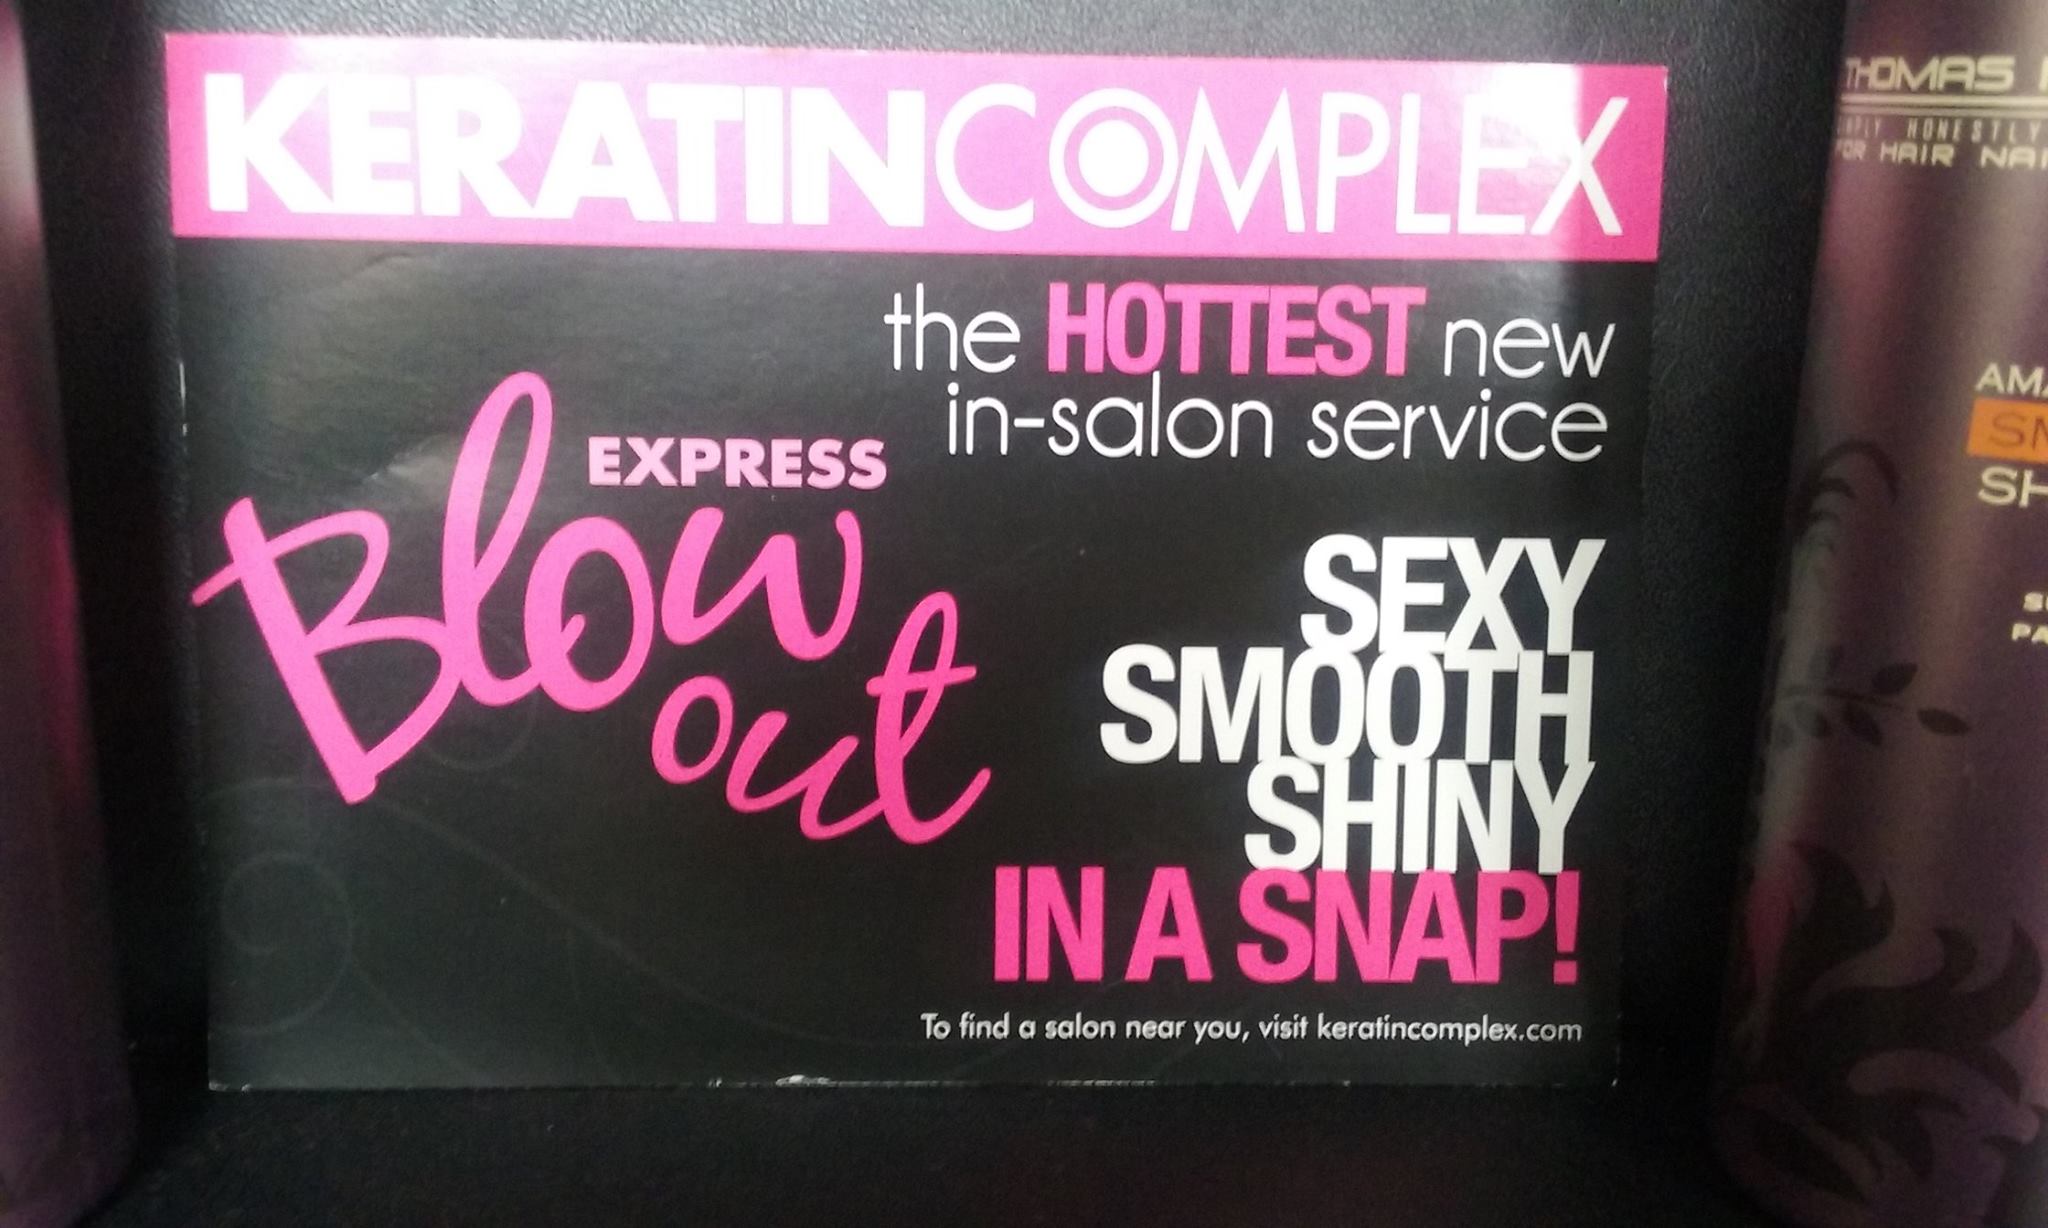 KERATINCOMPLEX
the HOTTEST new
in-salon service
EXPRESS
Blow
out
SEXY
SMOOTH
SHINY
IN A SNAP!
To find a salon near you, visit keratincomplex.com
THOMAS
HONESTLY
FOR HAIR